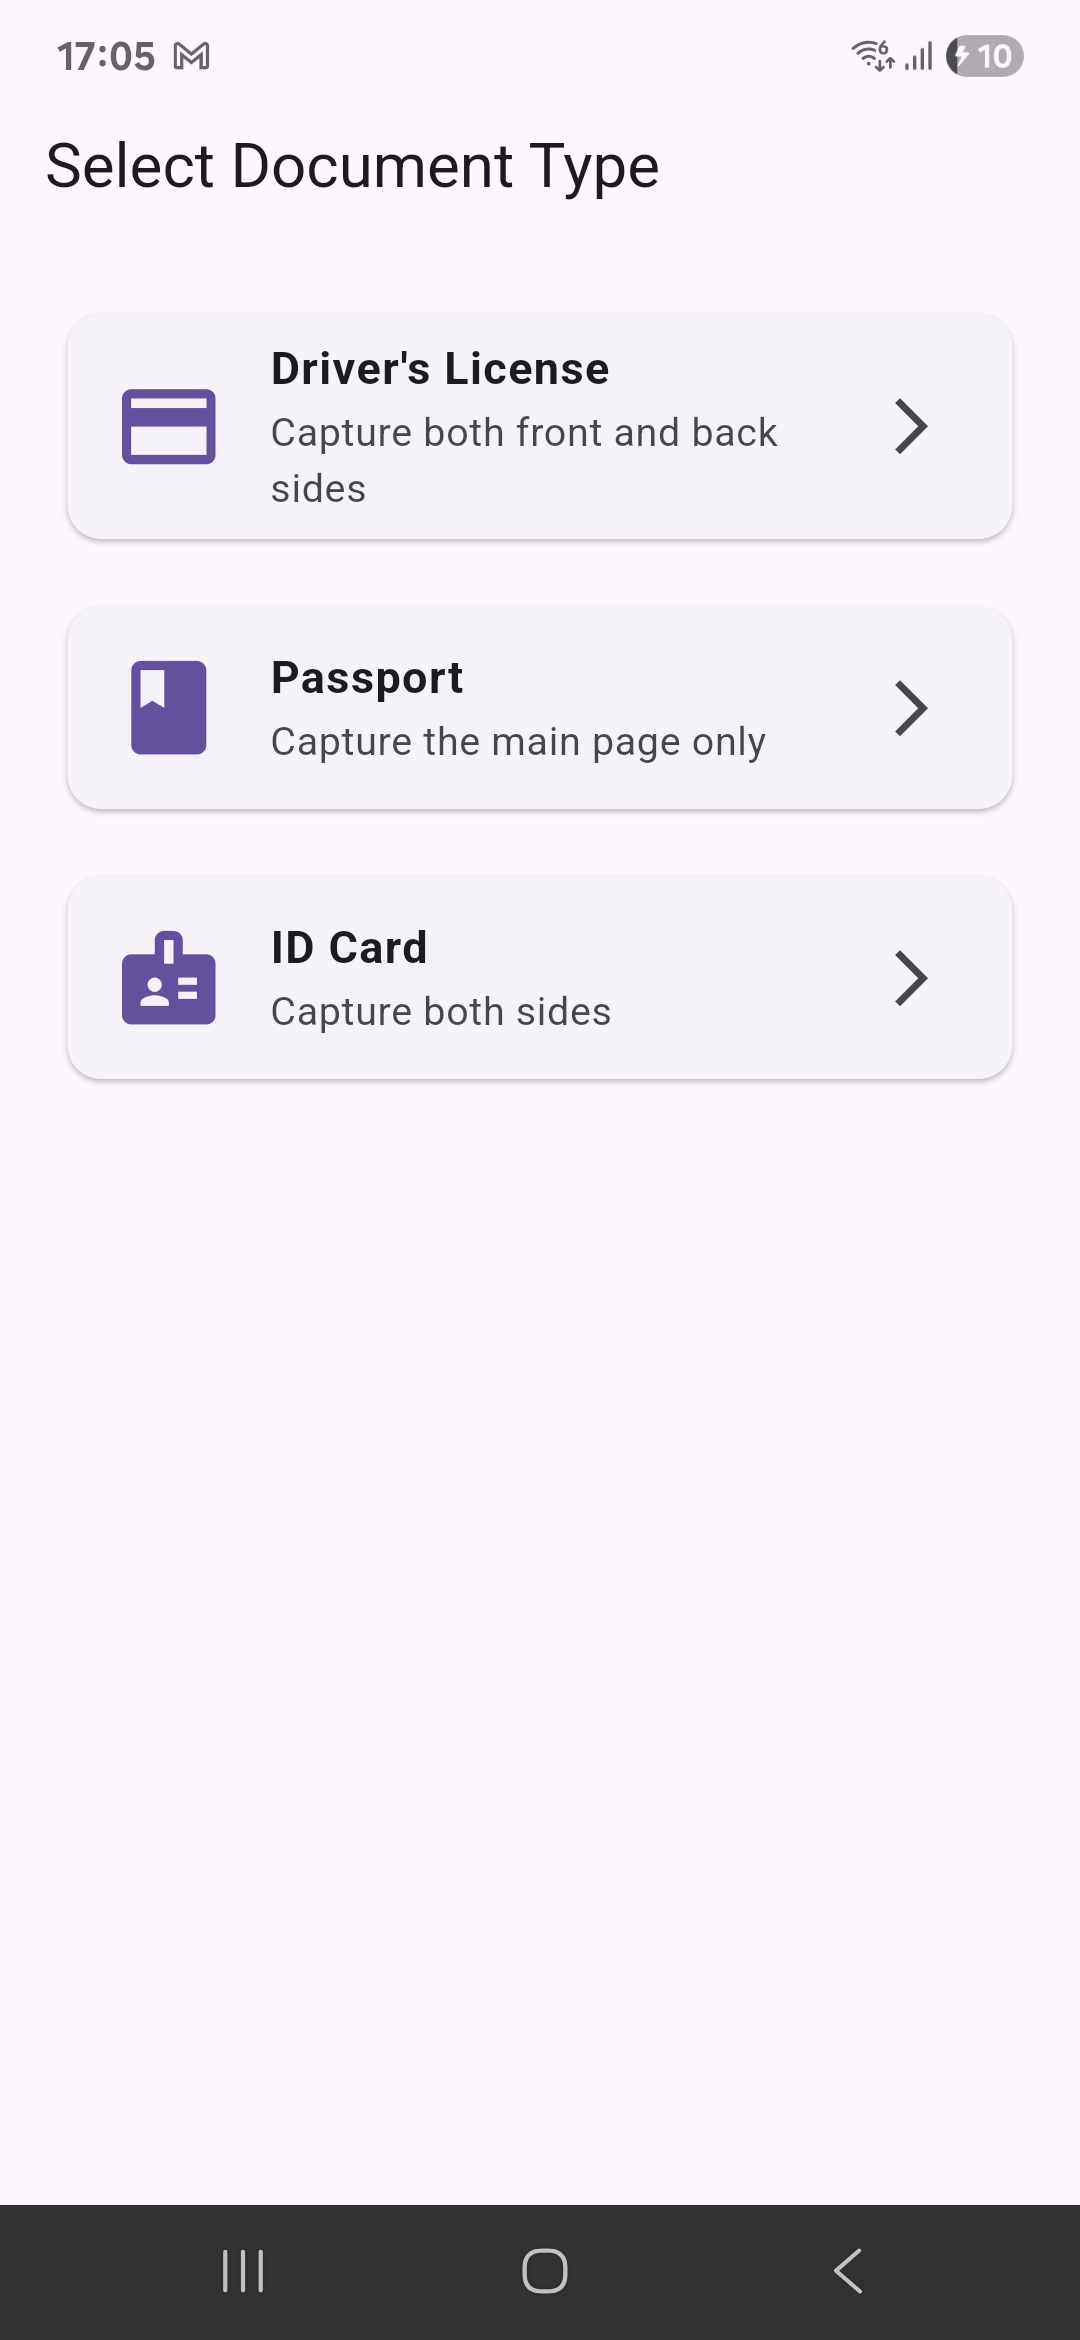 17:05
6
10
Select Document Type
Driver's License
Capture both front and back
sides
Passport
Capture the main page only
ID Card
Capture both sides